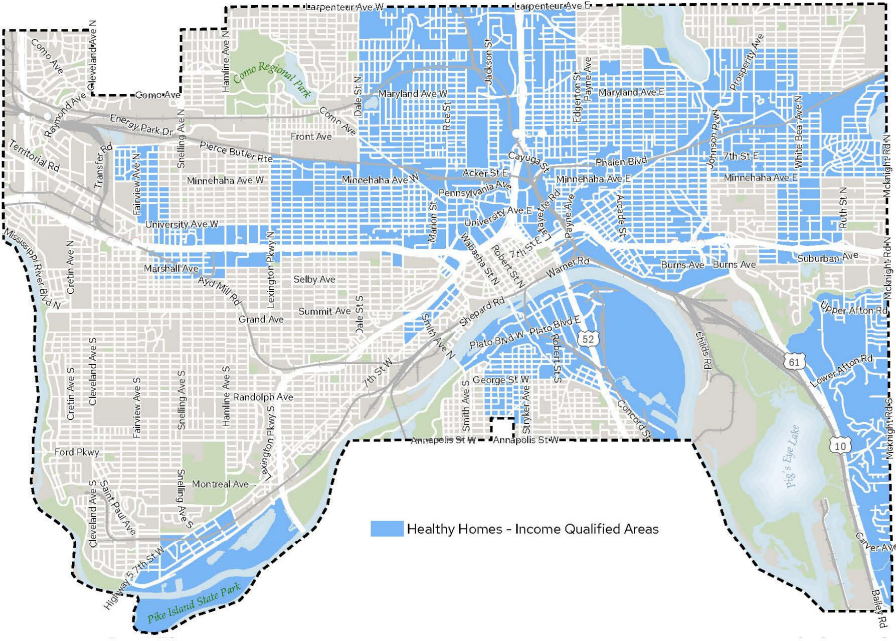 Larpenteur Ave W
Larpenteur Ave E
Como Ave
Cleveland Ave N
Hamline Ave N
Como Regional Park
Dale St N
Jackson St
Edgerton St
Payne Ave
Prosperity Ave
Como Ave
Maryland Ave W
Maryland Ave E
Raymond Ave
Energy Park Dr
Snelling Ave N
Como Ave
Rice St
Johnson Pkwy
White Bear Ave N
Front Ave
Territorial Rd
Transfer Rd
Pierce Butler Rte
Cayuga St
Phalen Blvd
7th St E
Mcknight Rd N
Fairview Ave N
Minnehaha Ave W
Minnehaha Ave W
Acker St E
Minnehaha Ave E
Minnehaha Ave E
Pennsylvania Ave
Lafayette Rd
Payne Ave
Arcade St
Ruth St N
University Ave W
Marion St
University Ave E
7th St E
Mississippi River Blvd N
Cretin Ave N
Lexington Pkwy N
Wabasha St N
Robert St N
Marshall Ave
Warner Rd
Burns Ave
Burns Ave
Suburban Ave
Mcknight Rd N
Ayd Mill Rd
Selby Ave
Summit Ave
Dale St S
Grand Ave
Shepard Rd
Smith Ave N
Plato Blvd W
Plato Blvd E
Robert St S
52
Childs Rd
Upper Afton Rd
61
Lower Afton Rd
Cleveland Ave S
7th St W
George St W
Cretin Ave S
Fairview Ave S
Snelling Ave S
Hamline Ave S
Randolph Ave
Smith Ave S
Stryker Ave
Concord St
Lexington Pkwy S
Mcknight Rd S
Annapolis St W
Annapolis St W
Ford Pkwy
10
Pig's Eye Lake
Montreal Ave
Snelling Ave S
Saint Paul Ave
Cleveland Ave S
Healthy Homes - Income Qualified Areas
Carver Ave
Highway 5
7th St W
Pike Island State Park
Bailey Rd